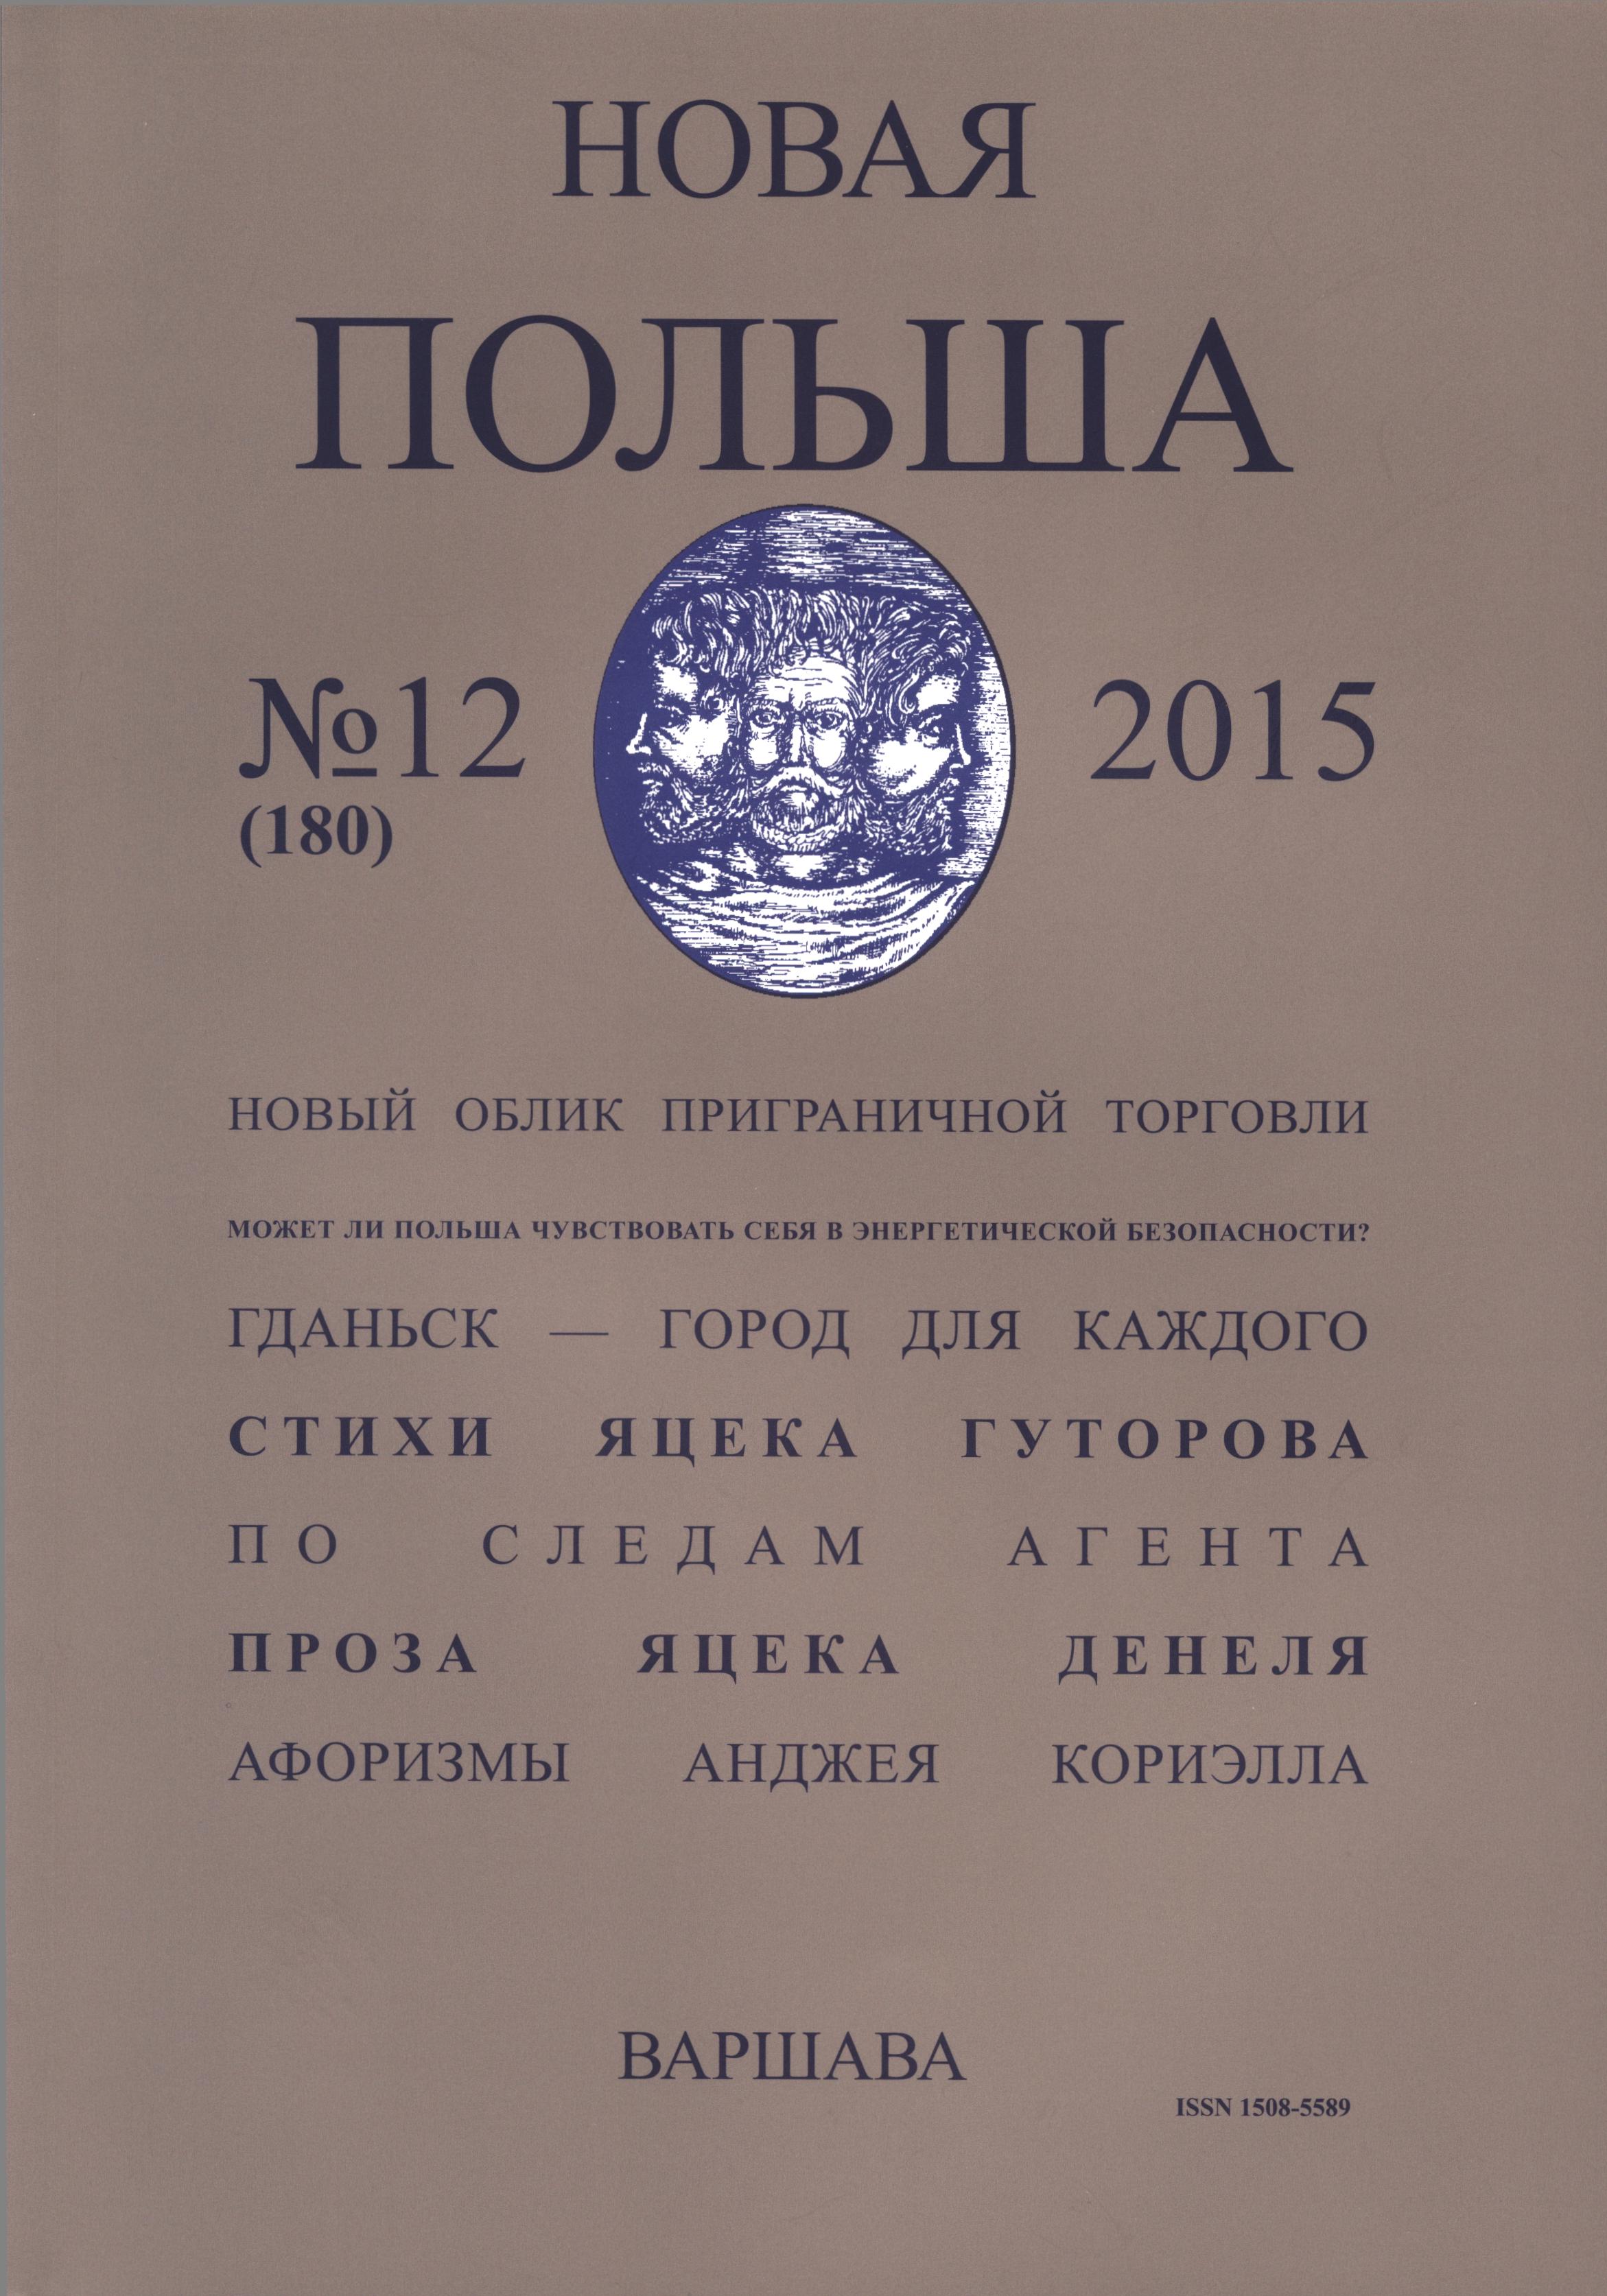 НОВАЯ
ПОЛЬША
№12
2015
(180)
НОВЫЙ ОБЛИК ПРИГРАНИЧНОЙ ТОРГОВЛИ
МОЖЕТ ЛИ ПОЛЬША ЧУВСТВОВАТЬ СЕБЯ В ЭНЕРГЕТИЧЕСКОЙ БЕЗОПАСНОСТИ?
ГДАНЬСК — ГОРОД ДЛЯ КАЖДОГО
СТИХИ ЯЦЕКА ГУТОРОВА
ПО СЛЕДАМ АГЕНТА
ПРОЗА ЯЦЕКА ДЕНЕЛЯ
АФОРИЗМЫ АНДЖЕЯ КОРИЭЛЛА
ВАРШАВА
ISSN 1508-5589